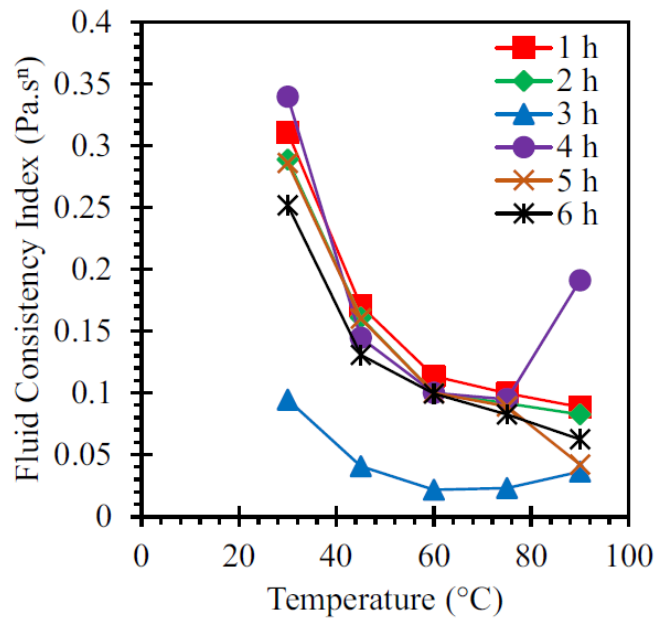 0.4
0.35
0.3
0.25
0.2
0.15
0.1
0.05
0
Fluid Consistency Index (Pa.sⁿ)
1 h
2 h
3 h
4 h
5 h
6 h
0 20 40 60 80 100
Temperature (°C)